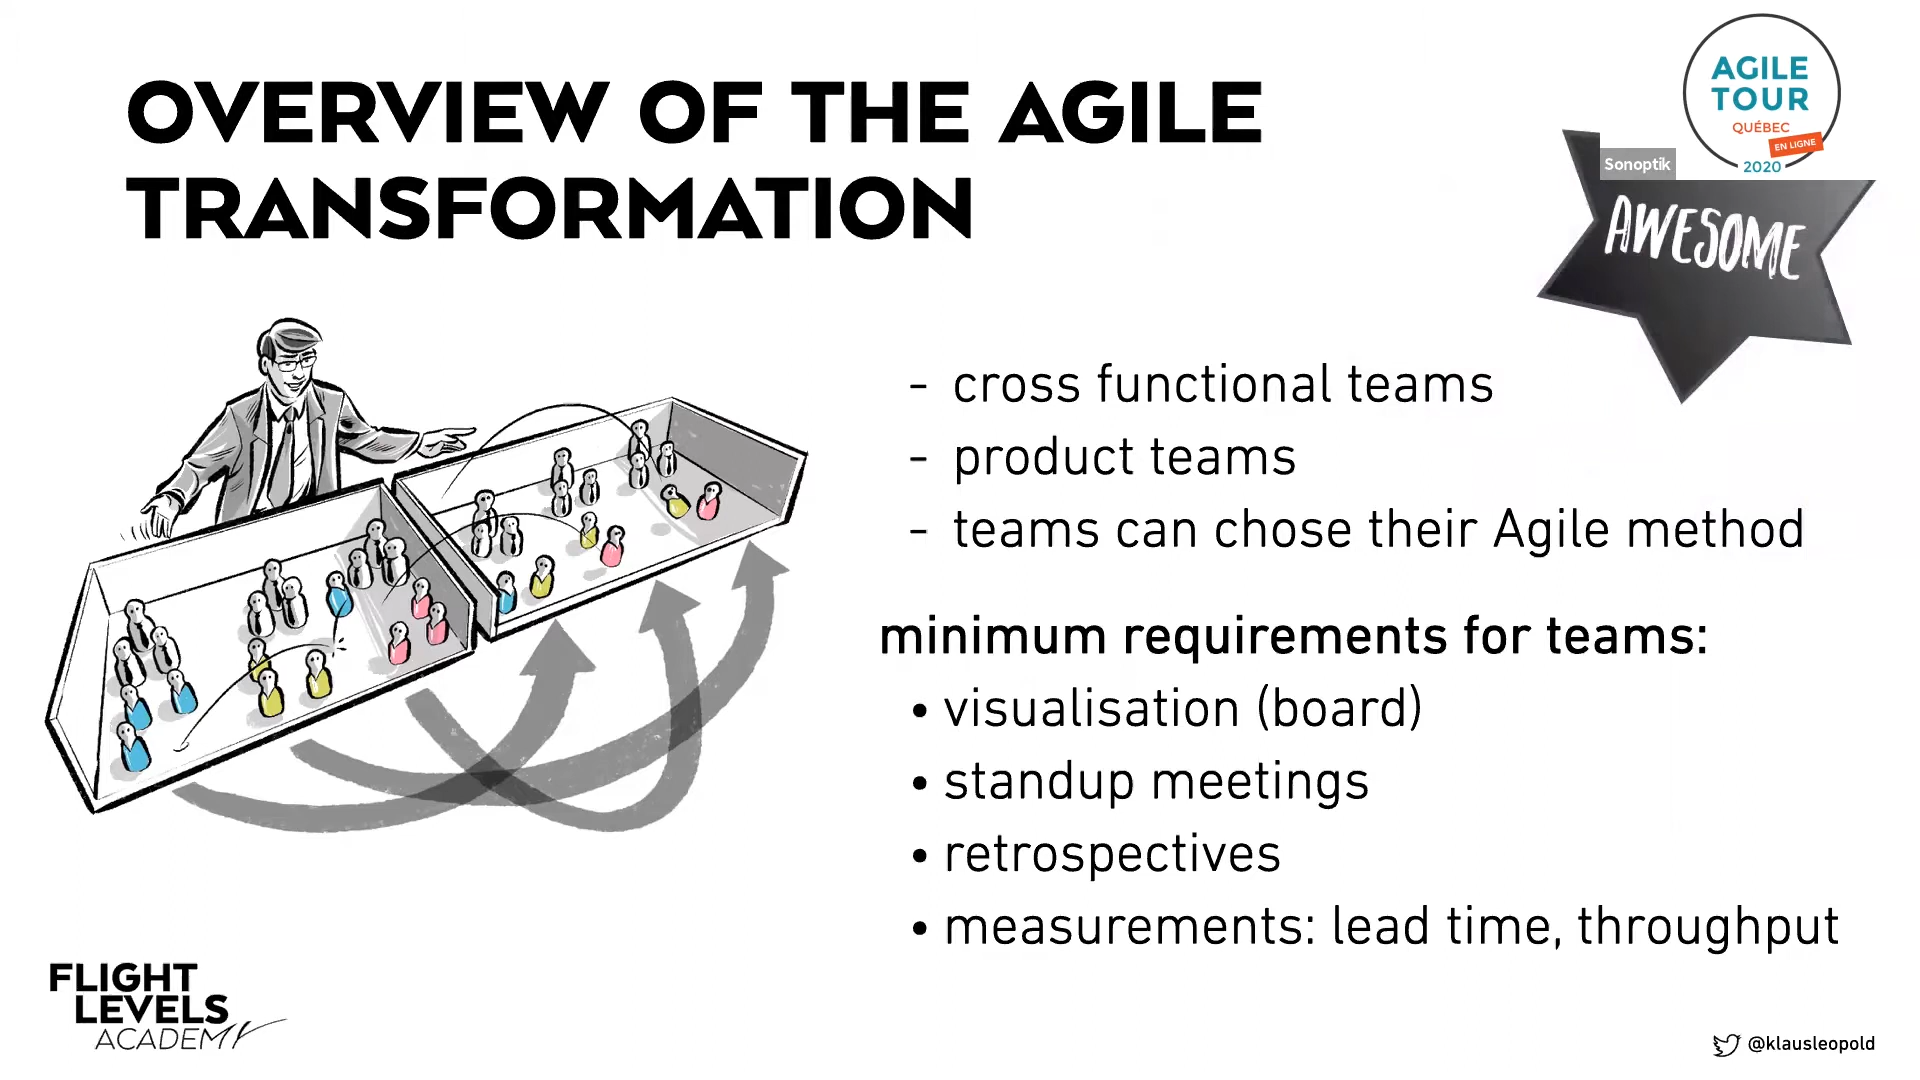 OVERVIEW OF THE AGILE
TRANSFORMATION
AGILE
TOUR
QUÉBEC
EN LIGNE
2020
Sonoptik
AWESOME
- cross functional teams
- product teams
- teams can chose their Agile method
minimum requirements for teams:
• visualisation (board)
• standup meetings
• retrospectives
• measurements: lead time, throughput
FLIGHT
LEVELS
ACADEMY
@klausleopold